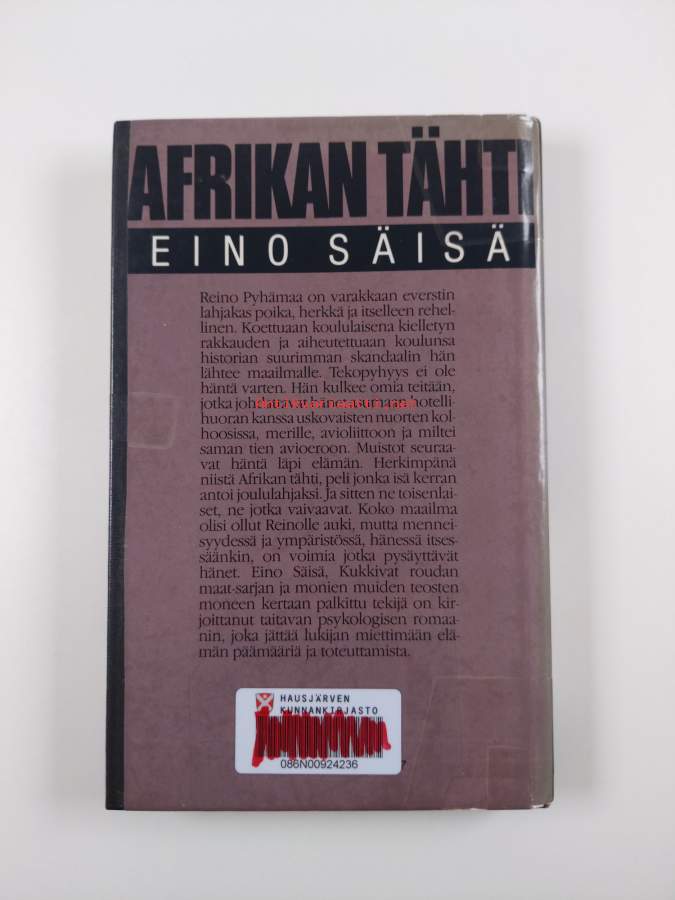 AFRIKAN TÄHTI
EINO SÄISÄ
Reino Pyhämaa on varakkaan everstin
lahjakas poika, herkkä ja itselleen rehel-
linen. Koettuaan koululaisena kielletyn
rakkauden ja aiheutettuaan koulunsa
historian suurimman skandaalin hän
lähtee maailmalle. Tekopyhyys ei ole
häntä varten. Hän kulkee omia teitään,
jotka hotelli-
huoran kanssa uskovaisten nuorten kol-
hoosissa, merille, avioliittoon ja miltei
saman tien avioeroon. Muistot seuraa-
vat häntä läpi elämän. Herkimpänä
niistä Afrikan tähti, peli jonka isä kerran
antoi joululahjaksi. Ja sitten ne toisenlai-
set, ne jotka vaivaavat. Koko maailma
olisi ollut Reinolle auki, mutta mennei-
syydessä ja ympäristössä, hänessä itses-
säänkin, on voimia jotka pysäyttävät
hänet. Eino Säisä, Kukkivat roudan
maat-sarjan ja monien muiden teosten
moneen kertaan palkittu tekijä on kir-
joittanut taitavan psykologisen romaa-
nin, joka jättää lukijan miettimään elä-
män päämääriä ja toteuttamista.
HAUSJÄRVEN
KUNNANKIRJASTO
086N00924236